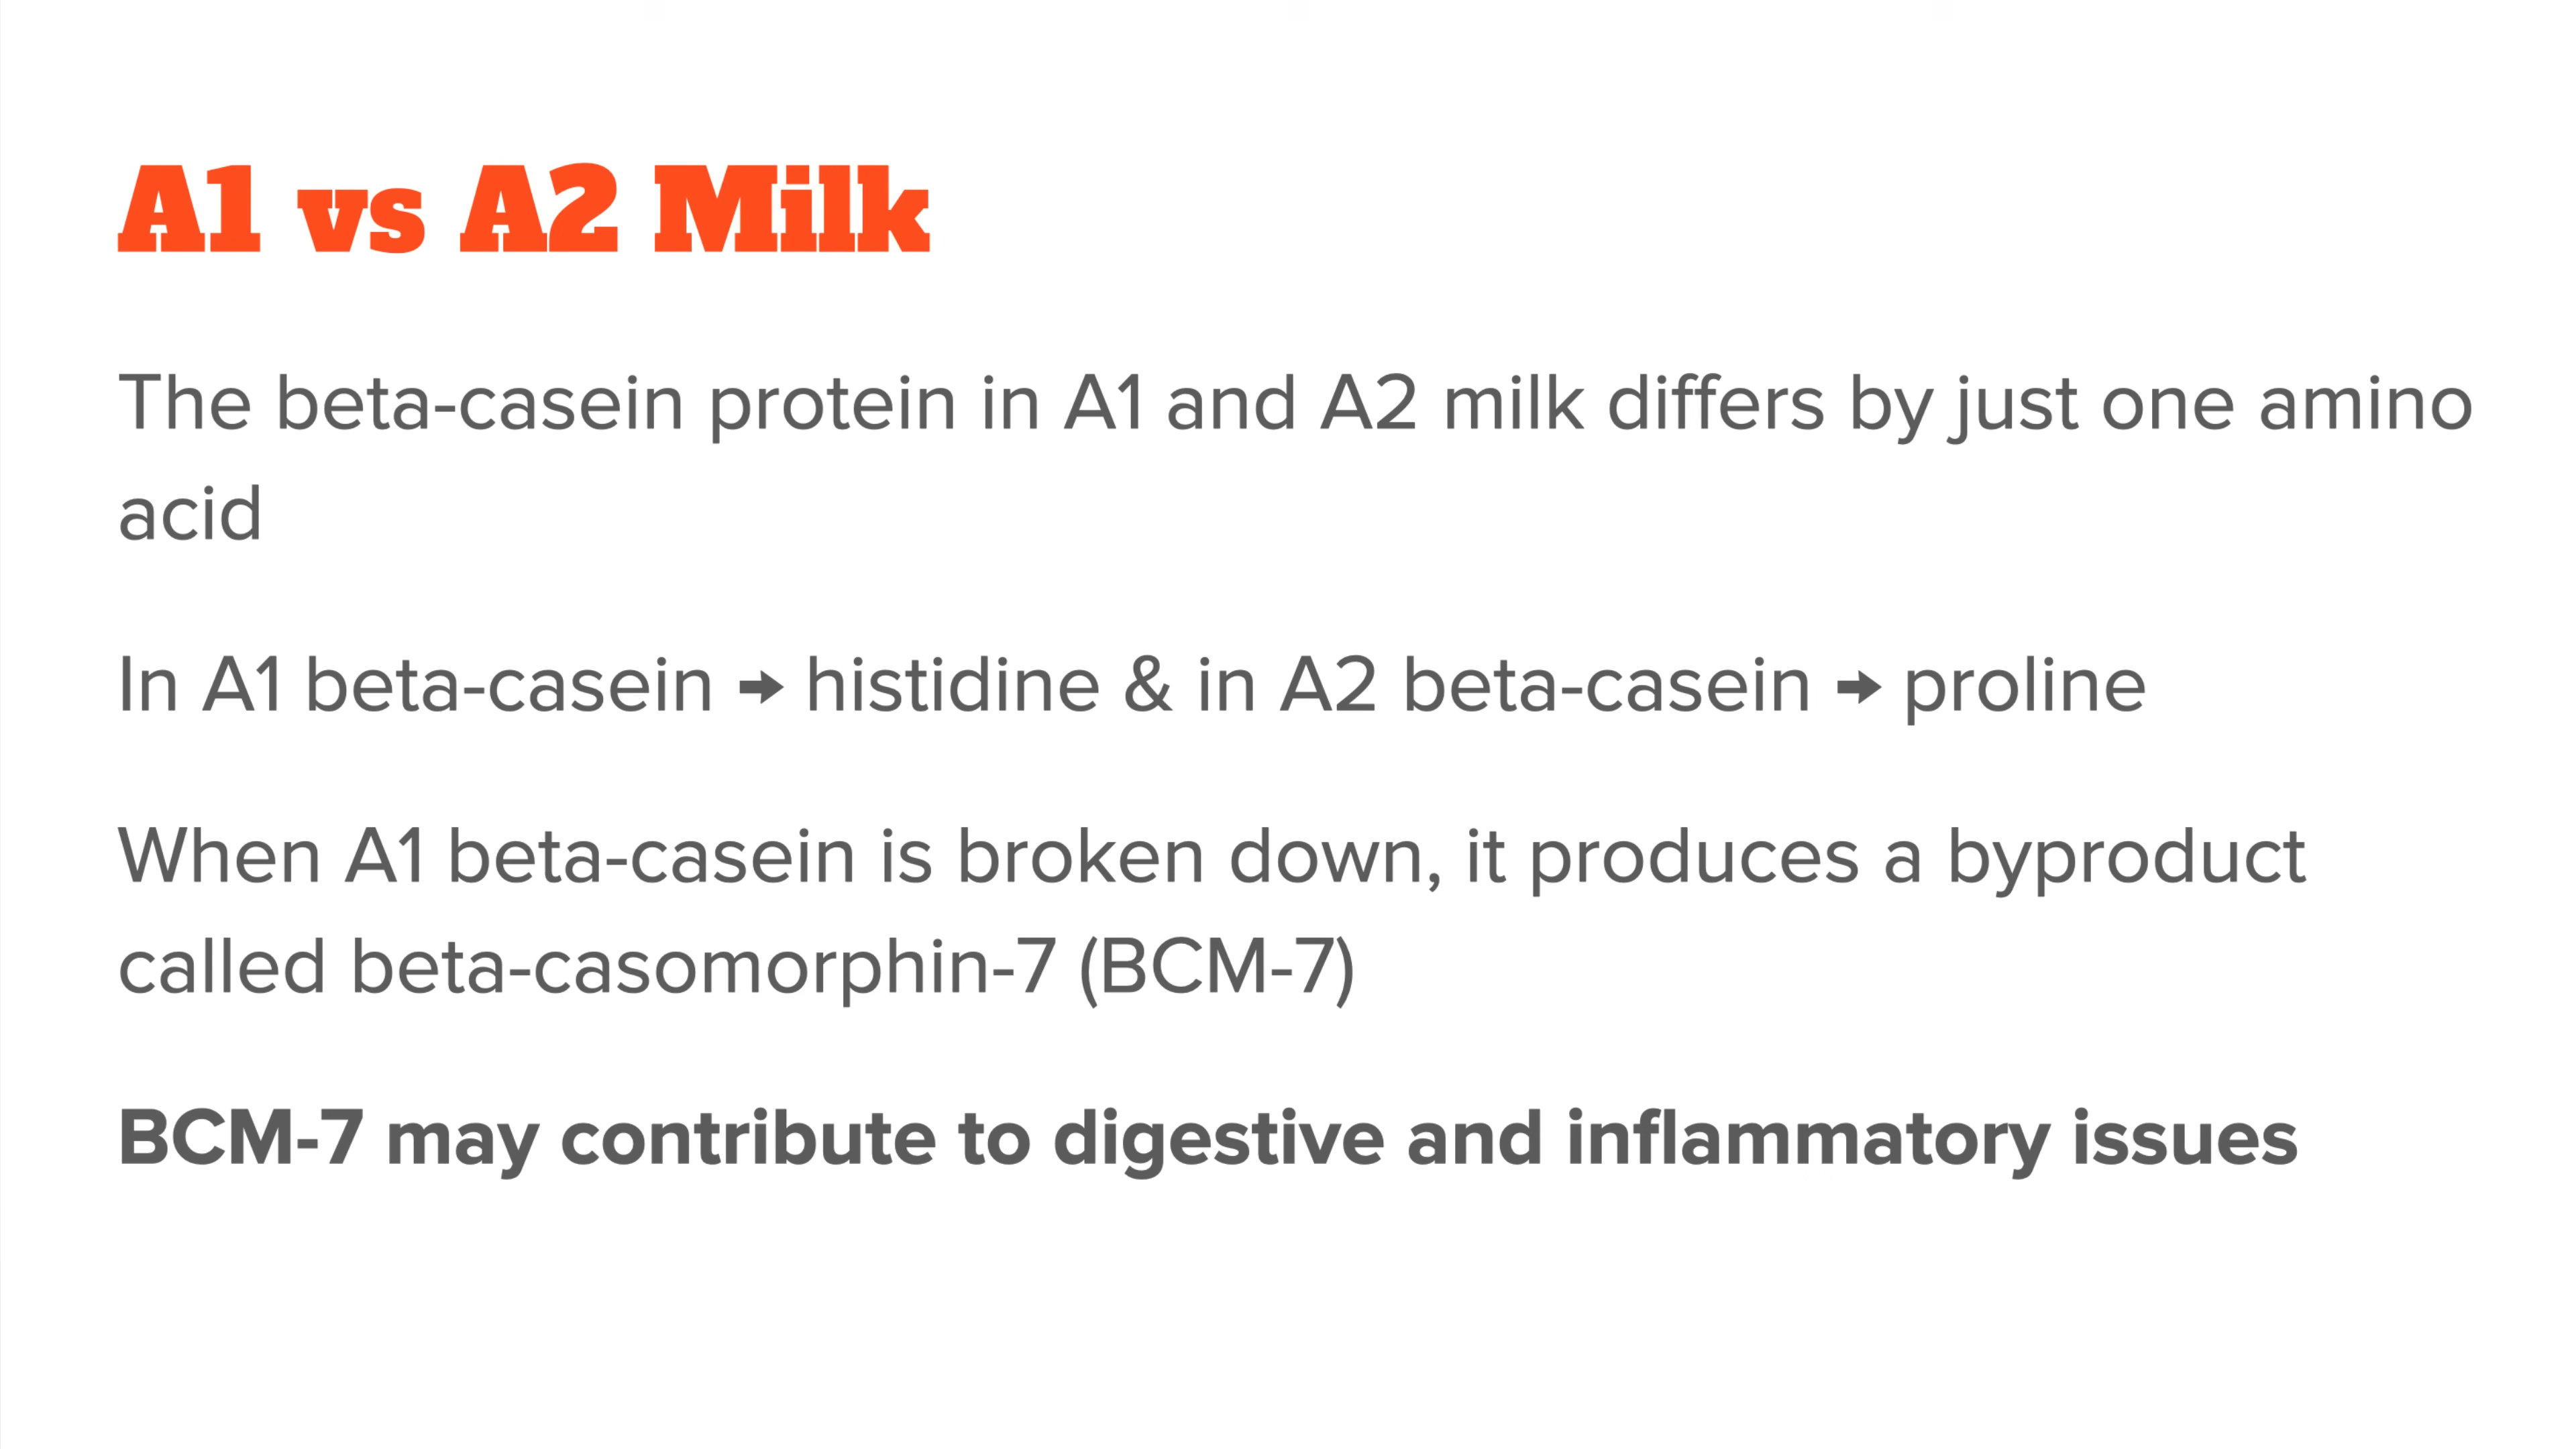 A1 vs A2 Milk
The beta-casein protein in A1 and A2 milk differs by just one amino
acid
In A1 beta-casein → histidine & in A2 beta-casein → proline
When A1 beta-casein is broken down, it produces a byproduct
called beta-casomorphin-7 (BCM-7)
BCM-7 may contribute to digestive and inflammatory issues